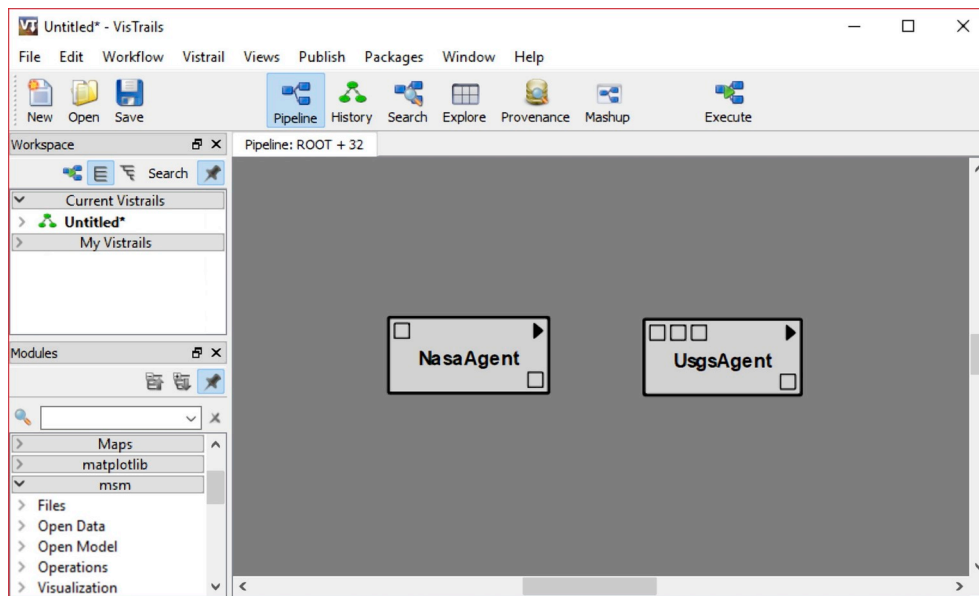 VT Untitled* - VisTrails
File Edit Workflow Vistrail Views Publish Packages Window Help
New Open Save Pipeline History Search Explore Provenance Mashup Execute
Workspace
Pipeline: ROOT + 32
Search
Current Vistrails
Untitled*
My Vistrails
NasaAgent
UsgsAgent
Modules
Maps
matplotlib
msm
Files
Open Data
Open Model
Operations
Visualization